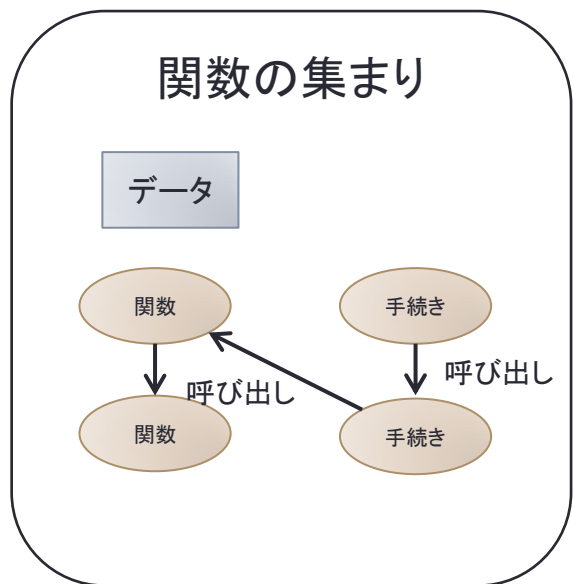 関数の集まり
データ
関数
手続き
呼び出し
呼び出し
関数
手続き